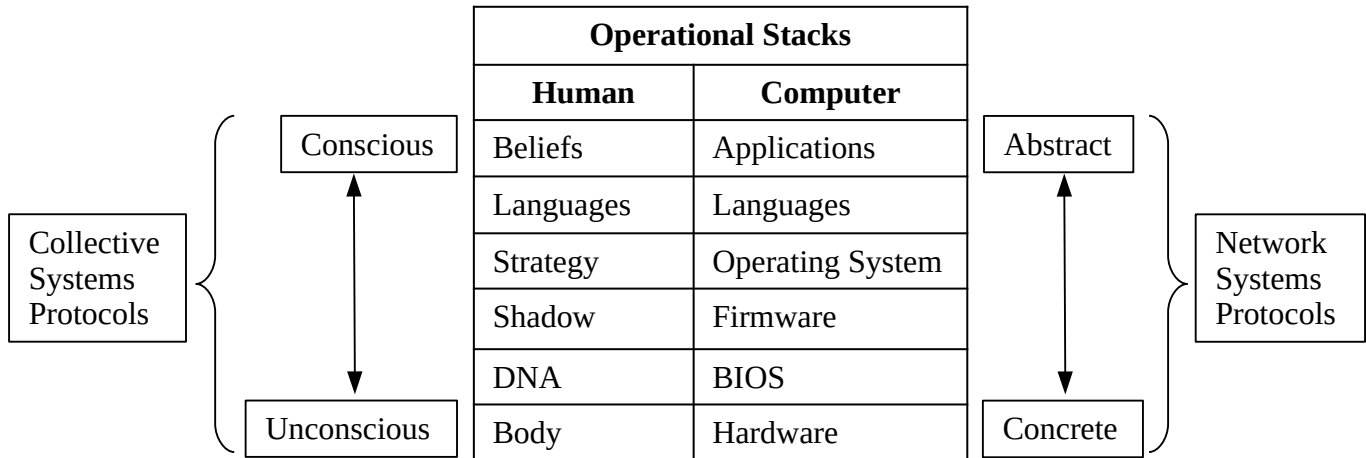 Operational Stacks
Human Computer
Conscious Beliefs Applications Abstract
Languages Languages
Collective
Systems
Protocols
Strategy Operating System
Network
Systems
Protocols
Shadow Firmware
DNA BIOS
Unconscious Body Hardware Concrete